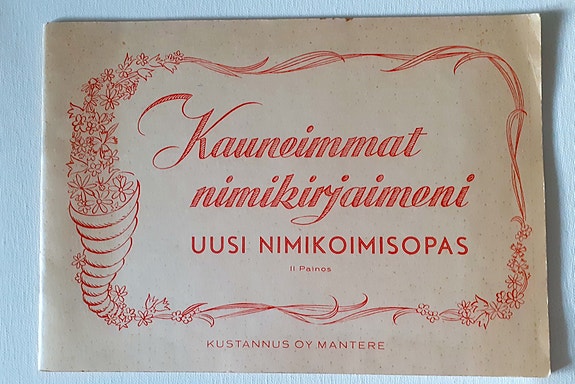 Kauneimmat
nimikirjaimeni
UUSI NIMIKOIMISOPAS
II Painos
KUSTANNUS OY MANTERE